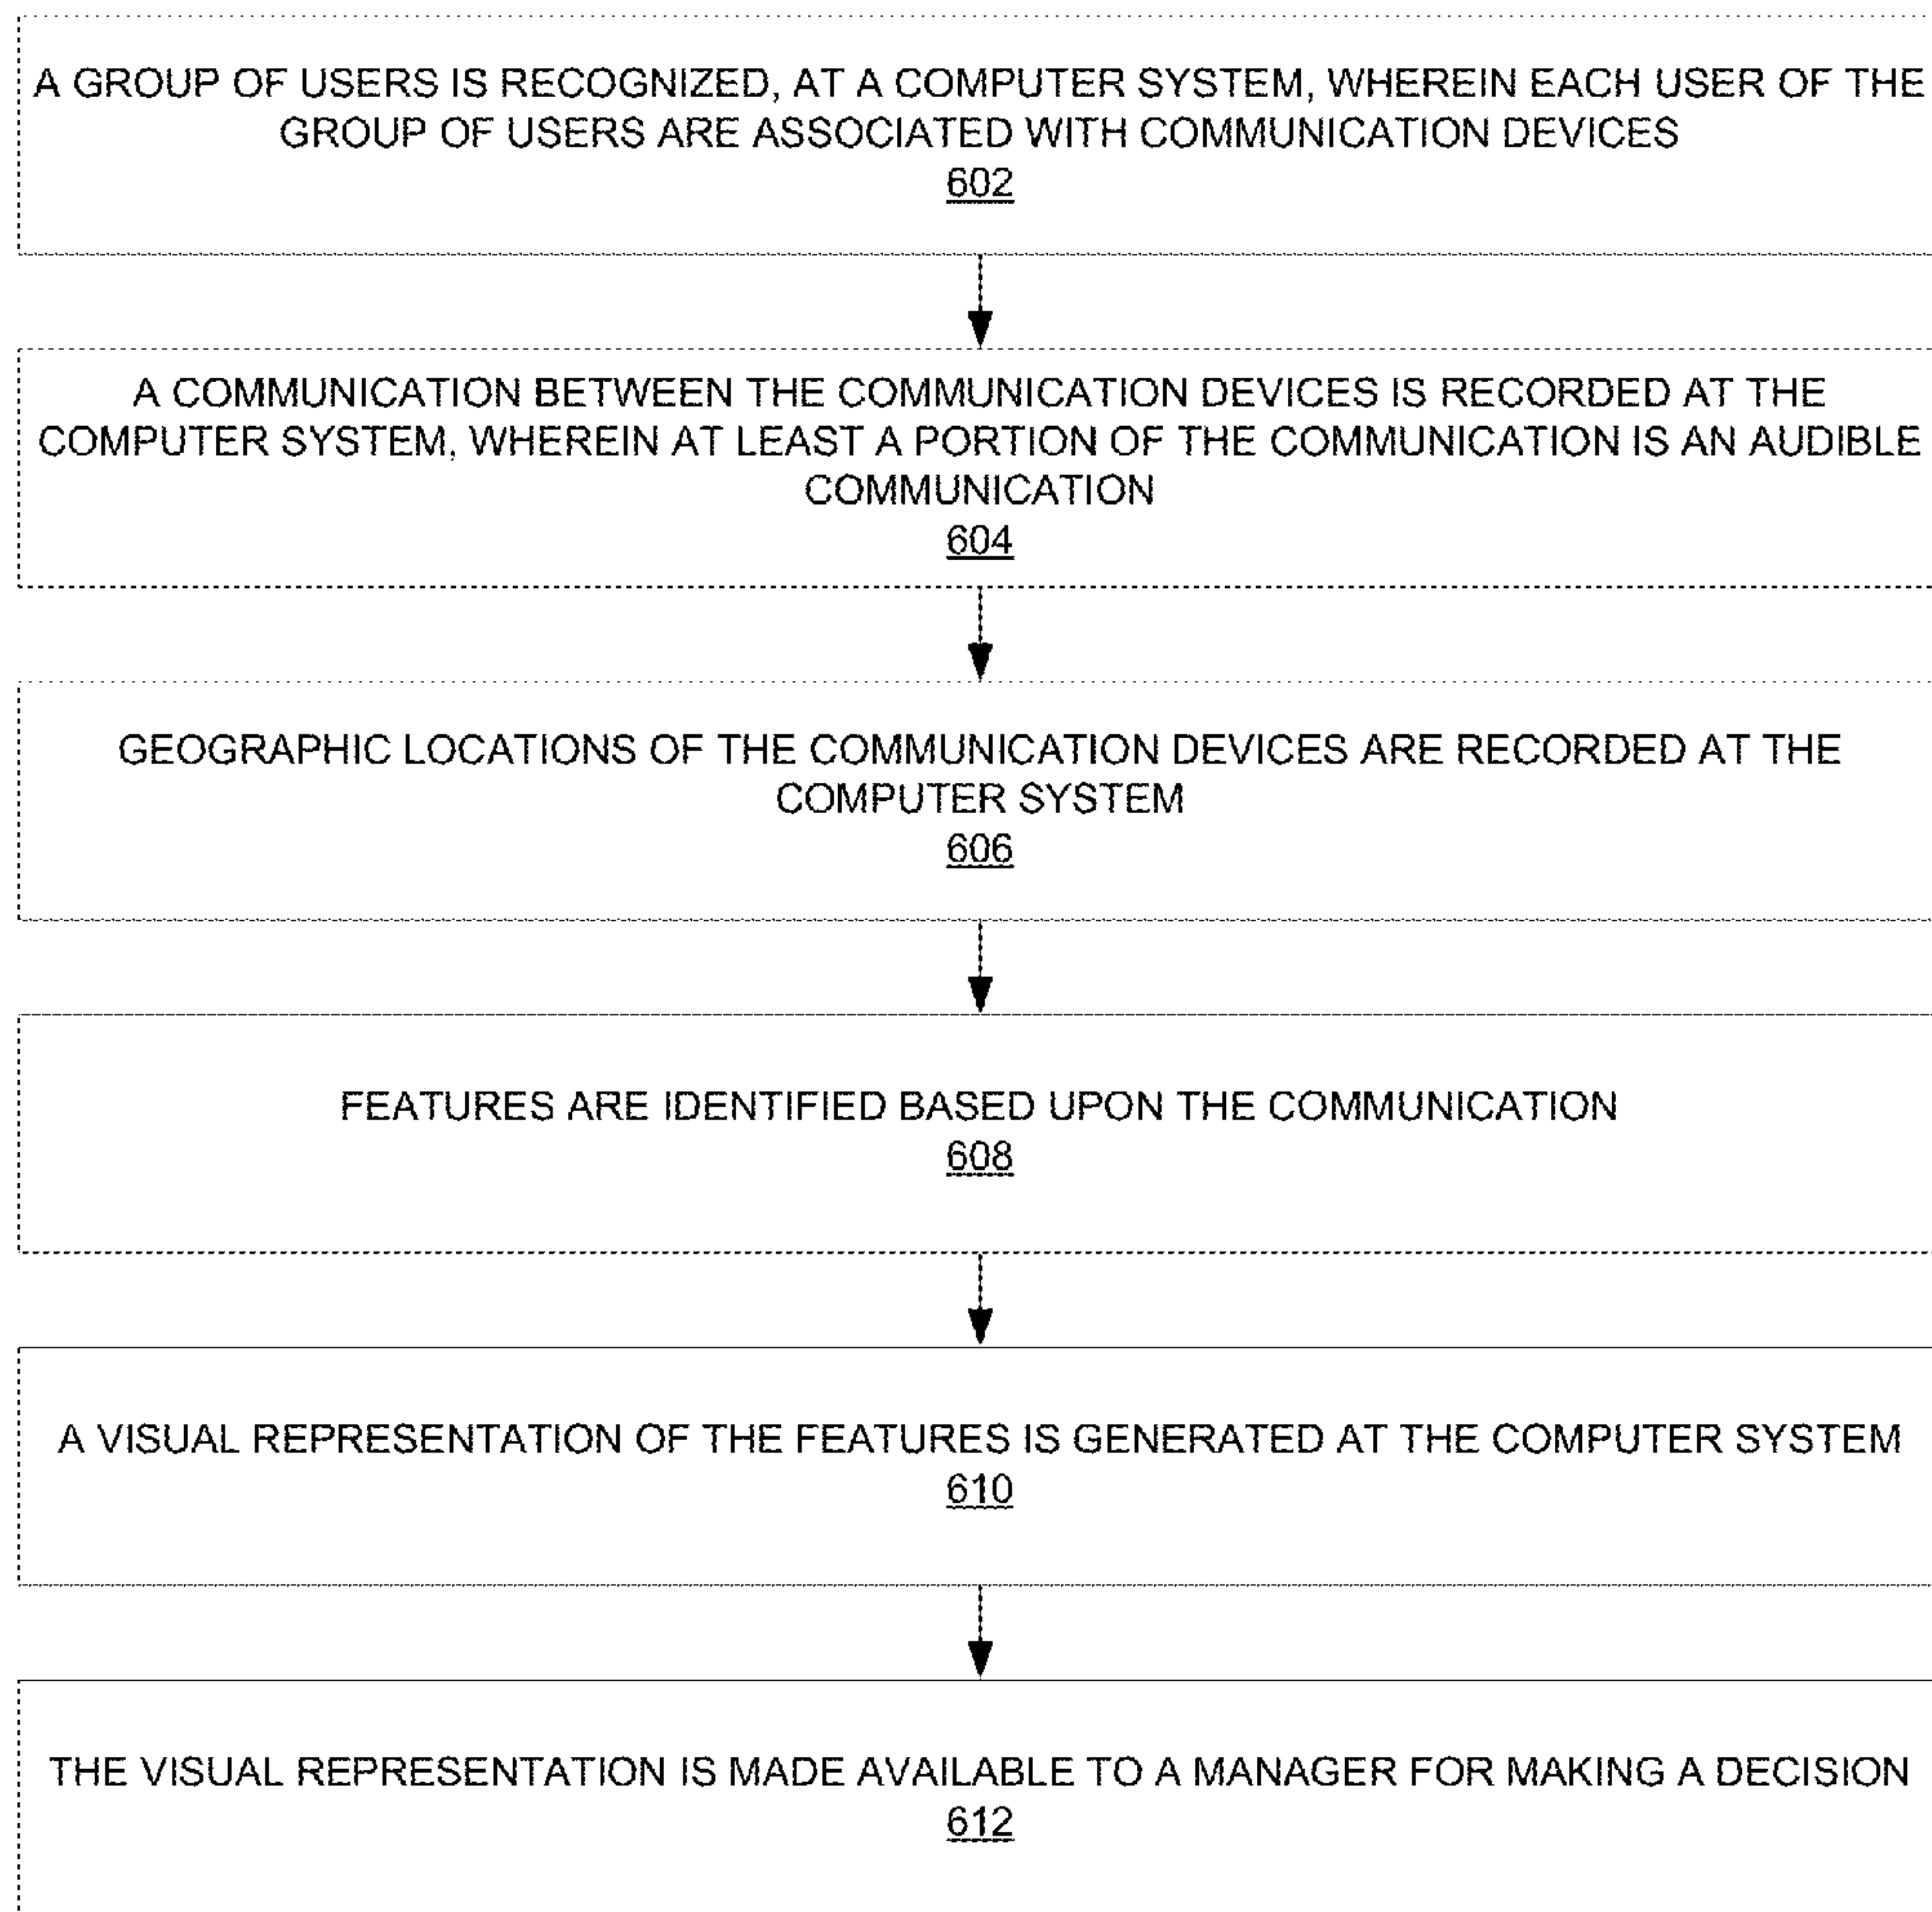 A GROUP OF USERS IS RECOGNIZED, AT A COMPUTER SYSTEM, WHEREIN EACH USER OF THE
GROUP OF USERS ARE ASSOCIATED WITH COMMUNICATION DEVICES
602
A COMMUNICATION BETWEEN THE COMMUNICATION DEVICES IS RECORDED AT THE
COMPUTER SYSTEM, WHEREIN AT LEAST A PORTION OF THE COMMUNICATION IS AN AUDIBLE
COMMUNICATION
604
GEOGRAPHIC LOCATIONS OF THE COMMUNICATION DEVICES ARE RECORDED AT THE
COMPUTER SYSTEM
606
FEATURES ARE IDENTIFIED BASED UPON THE COMMUNICATION
608
A VISUAL REPRESENTATION OF THE FEATURES IS GENERATED AT THE COMPUTER SYSTEM
610
THE VISUAL REPRESENTATION IS MADE AVAILABLE TO A MANAGER FOR MAKING A DECISION
612